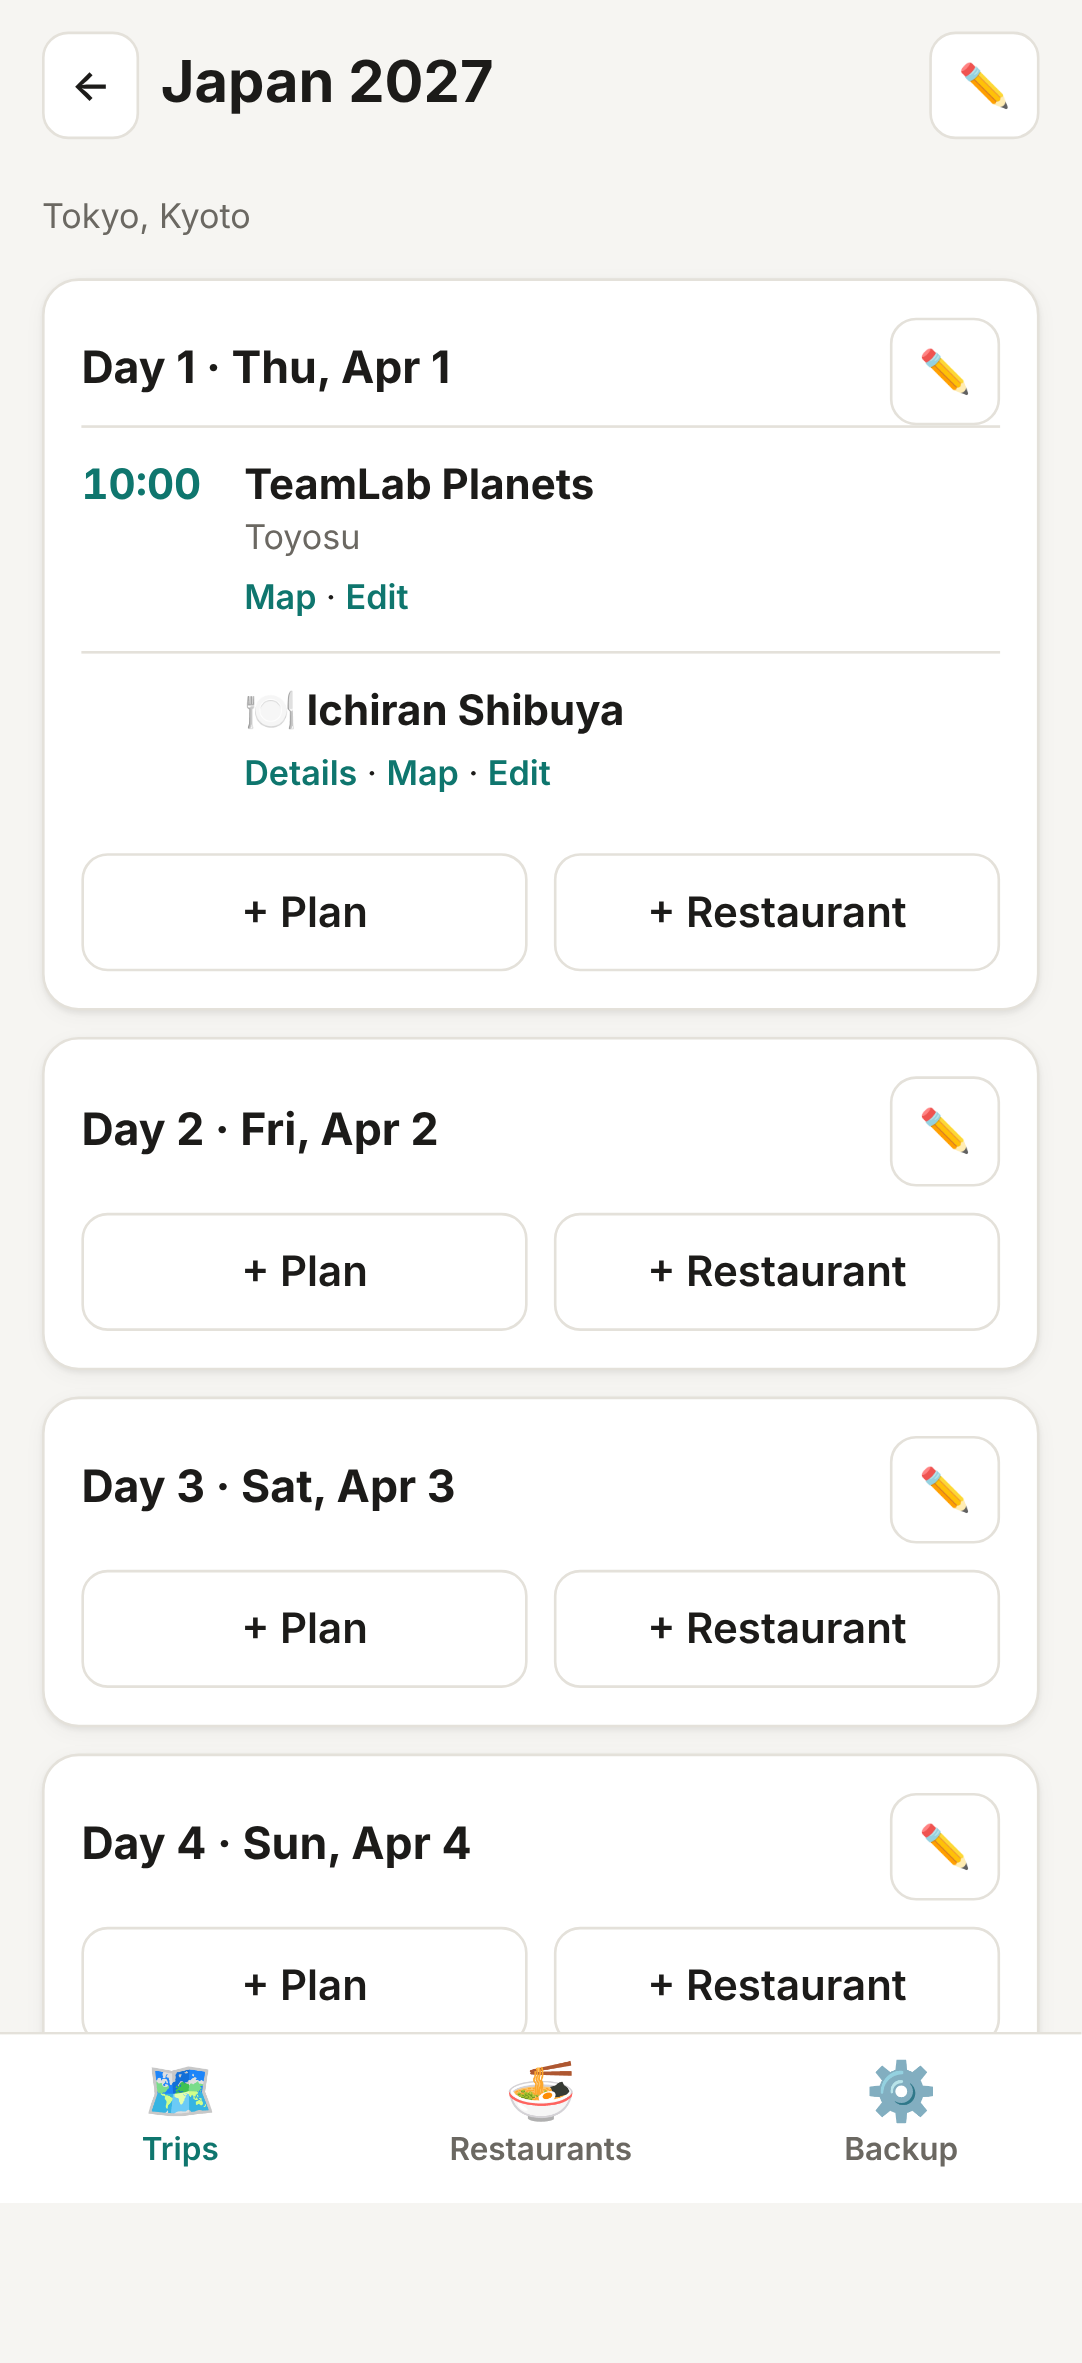 ← Japan 2027 ✏️
Tokyo, Kyoto
Day 1 · Thu, Apr 1 ✏️
10:00 TeamLab Planets
Toyosu
Map · Edit
🍽️ Ichiran Shibuya
Details · Map · Edit
+ Plan + Restaurant
Day 2 · Fri, Apr 2 ✏️
+ Plan + Restaurant
Day 3 · Sat, Apr 3 ✏️
+ Plan + Restaurant
Day 4 · Sun, Apr 4 ✏️
+ Plan + Restaurant
Trips Restaurants Backup